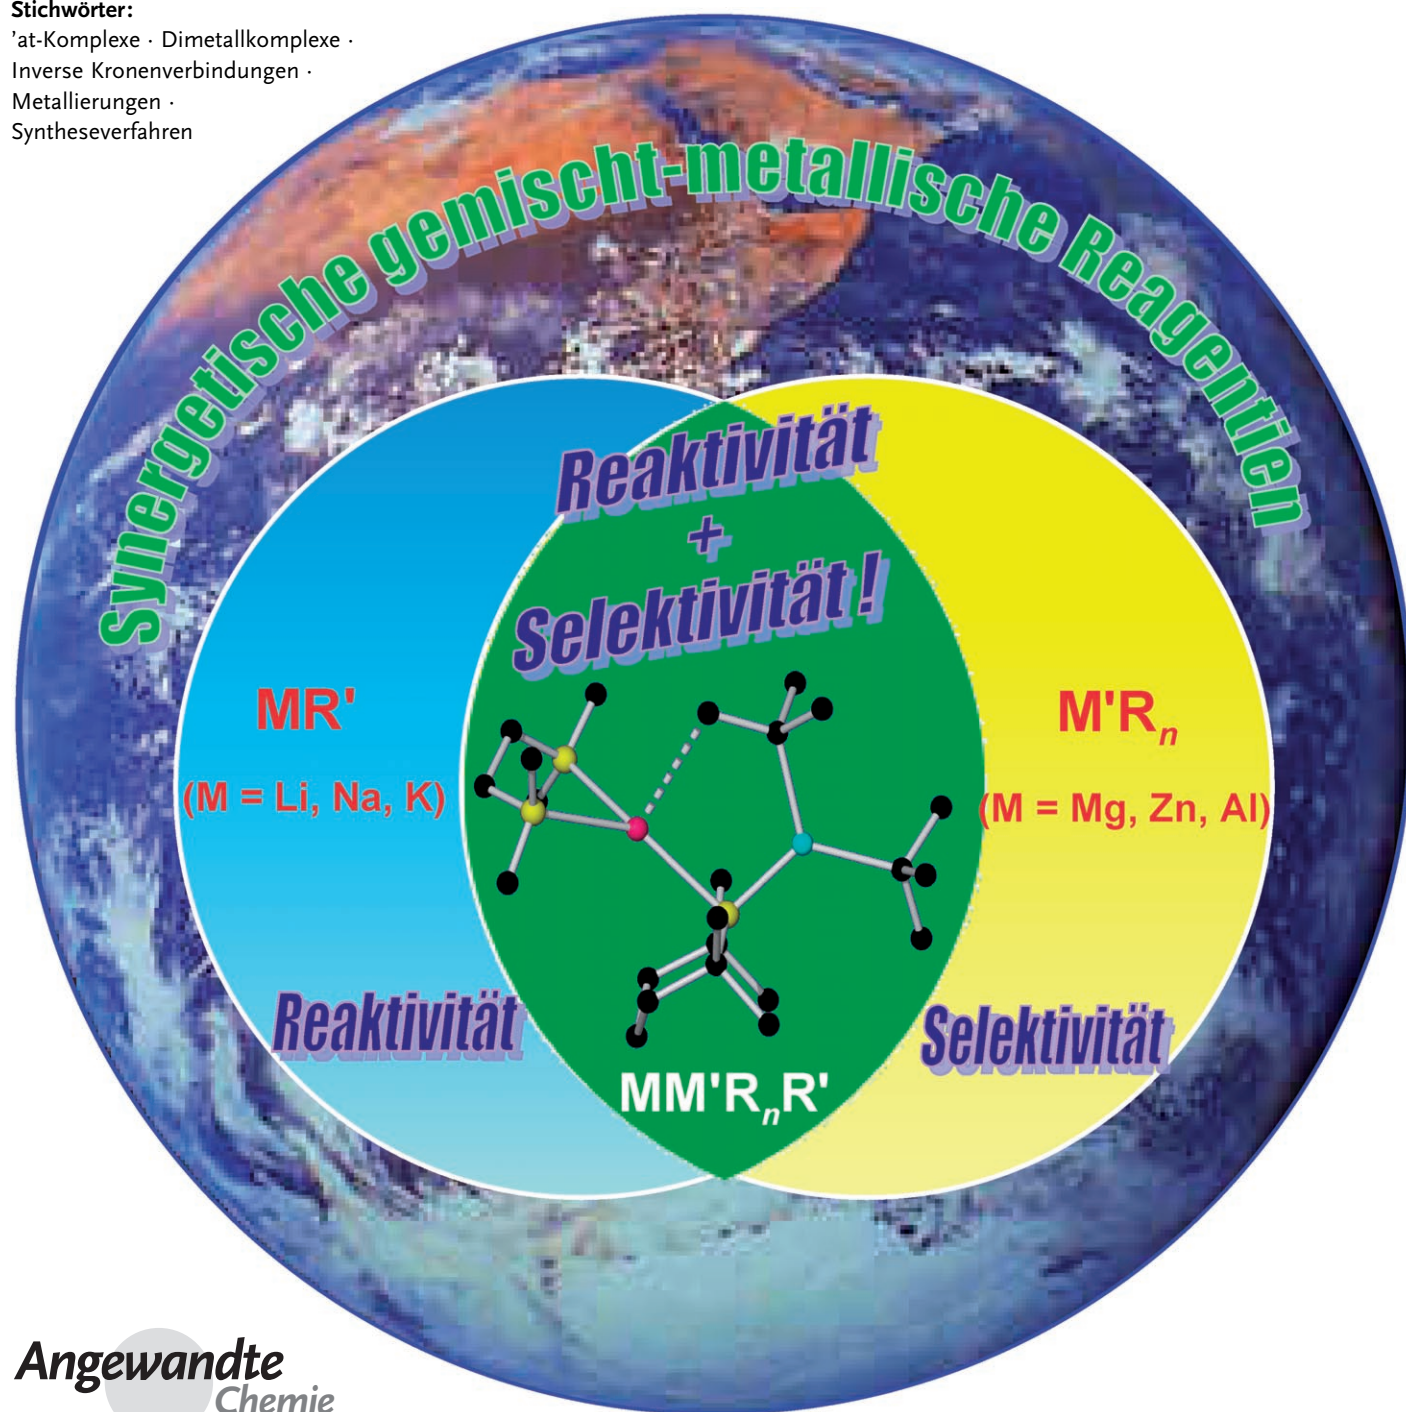 Stichwörter:
'at-Komplexe · Dimetallkomplexe ·
Inverse Kronenverbindungen ·
Metallierungen ·
Syntheseverfahren
Synergetische gemischt-metallische Reagentien
Reaktivität
+
Selektivität!
MR'
(M = Li, Na, K)
M'Rn
(M = Mg, Zn, Al)
Reaktivität
Selektivität
MM'RnR'
Angewandte
Chemie